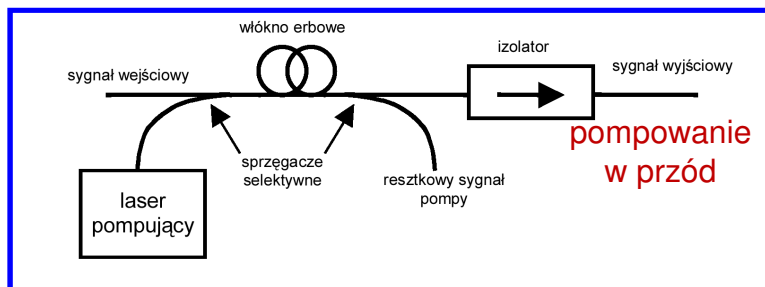 włókno erbowe
izolator
sygnał wejściowy
sygnał wyjściowy
pompowanie
w przód
sprzęgacze
selektywne
resztkowy sygnał
pompy
laser
pompujący